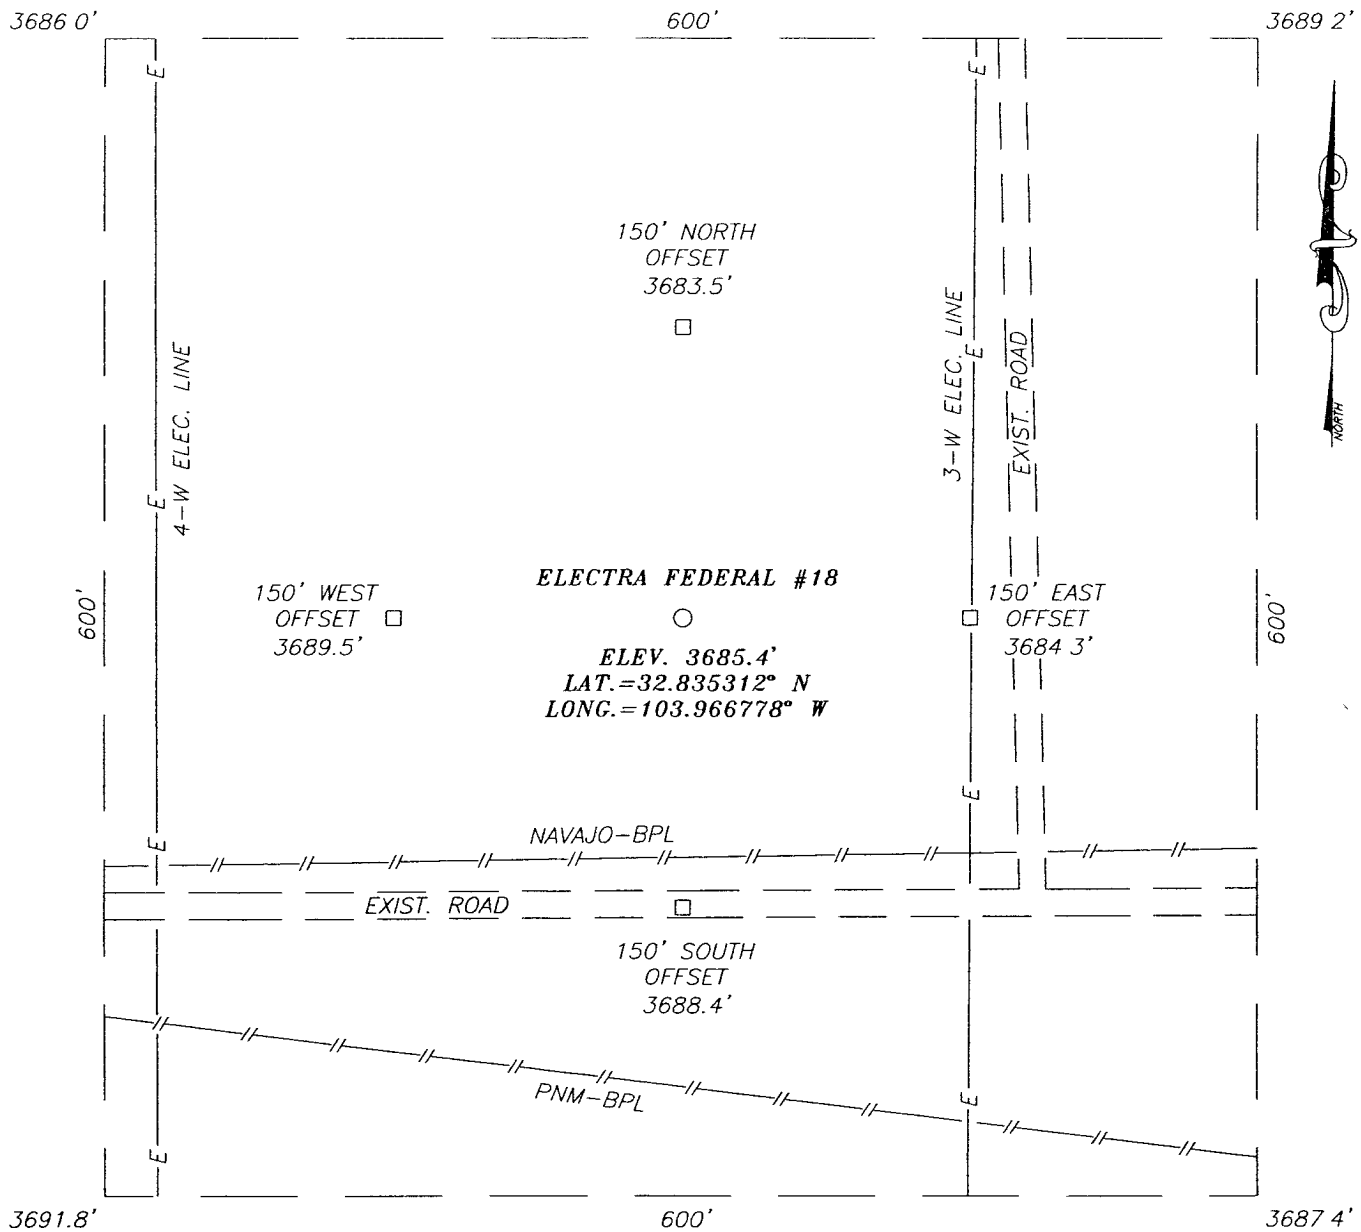 3686 0'
600'
3689 2'
E
E
150' NORTH
OFFSET
3683.5'
NORTH
4-W ELEC. LINE
3-W ELEC. LINE
E
EXIST. ROAD
E
ELECTRA FEDERAL #18
150' WEST
OFFSET
3689.5'
150' EAST
OFFSET
3684 3'
600'
600'
ELEV. 3685.4'
LAT.=32.835312° N
LONG.=103.966778° W
E
E
NAVAJO-BPL
EXIST. ROAD
150' SOUTH
OFFSET
3688.4'
PNM-BPL
E
E
3691.8'
600'
3687 4'